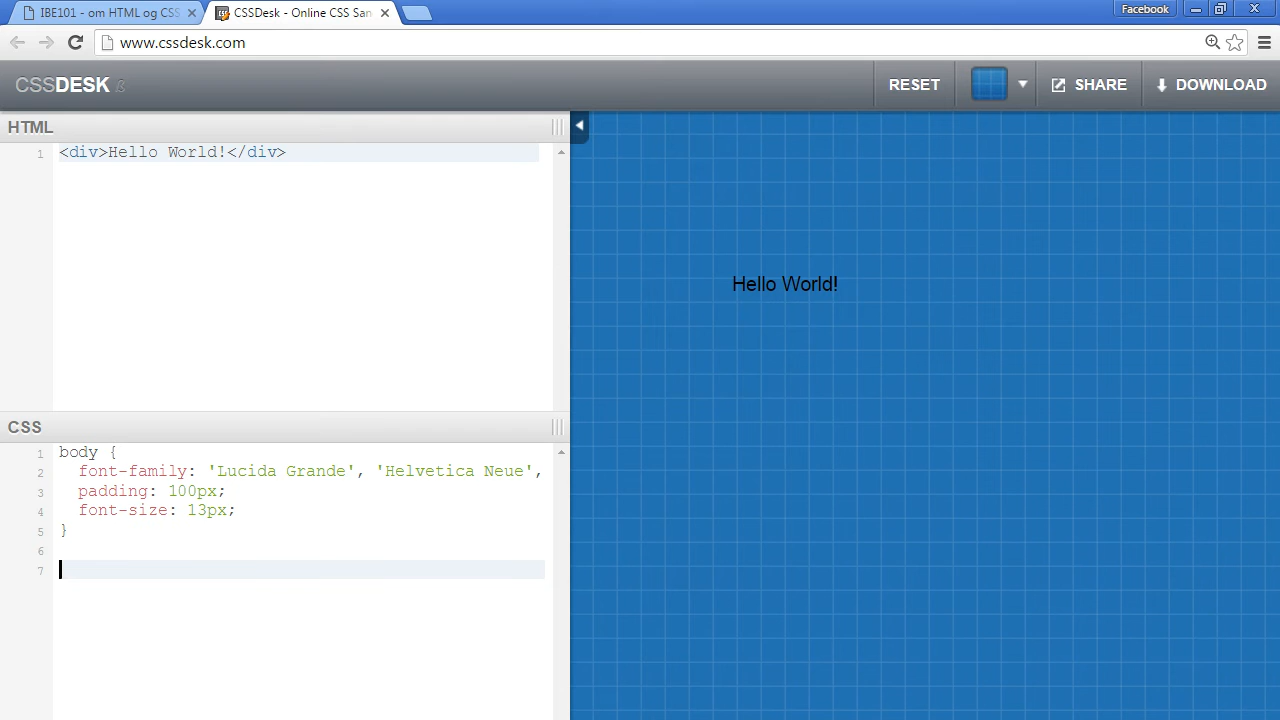 IBE101 - om HTML og CSS
CSSDesk - Online CSS San
Facebook
www.cssdesk.com
CSSDESK β
RESET
SHARE
DOWNLOAD
HTML
1 <div>Hello World!</div>
Hello World!
CSS
1 body {
2 font-family: 'Lucida Grande', 'Helvetica Neue',
3 padding: 100px;
4 font-size: 13px;
5 }
6
7